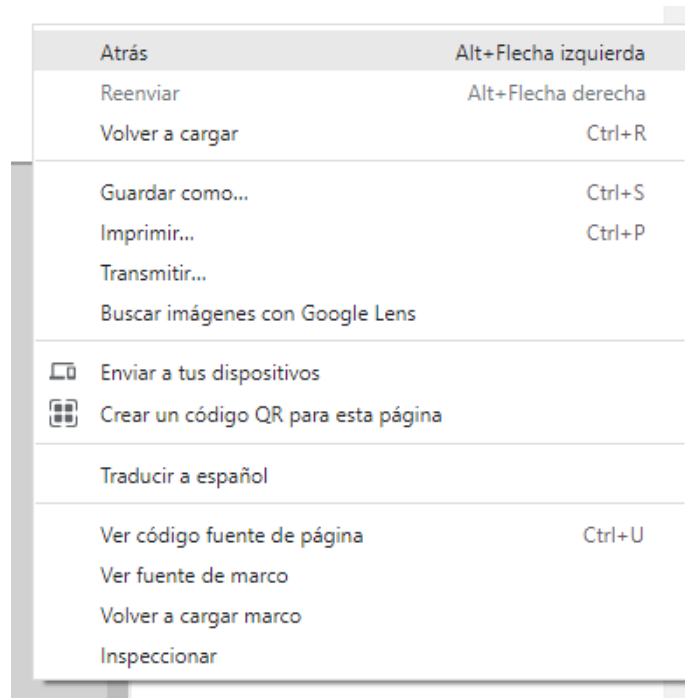 Atrás Alt+Flecha izquierda
Reenviar Alt+Flecha derecha
Volver a cargar Ctrl+R
Guardar como... Ctrl+S
Imprimir... Ctrl+P
Transmitir...
Buscar imágenes con Google Lens
Enviar a tus dispositivos
Crear un código QR para esta página
Traducir a español
Ver código fuente de página Ctrl+U
Ver fuente de marco
Volver a cargar marco
Inspeccionar